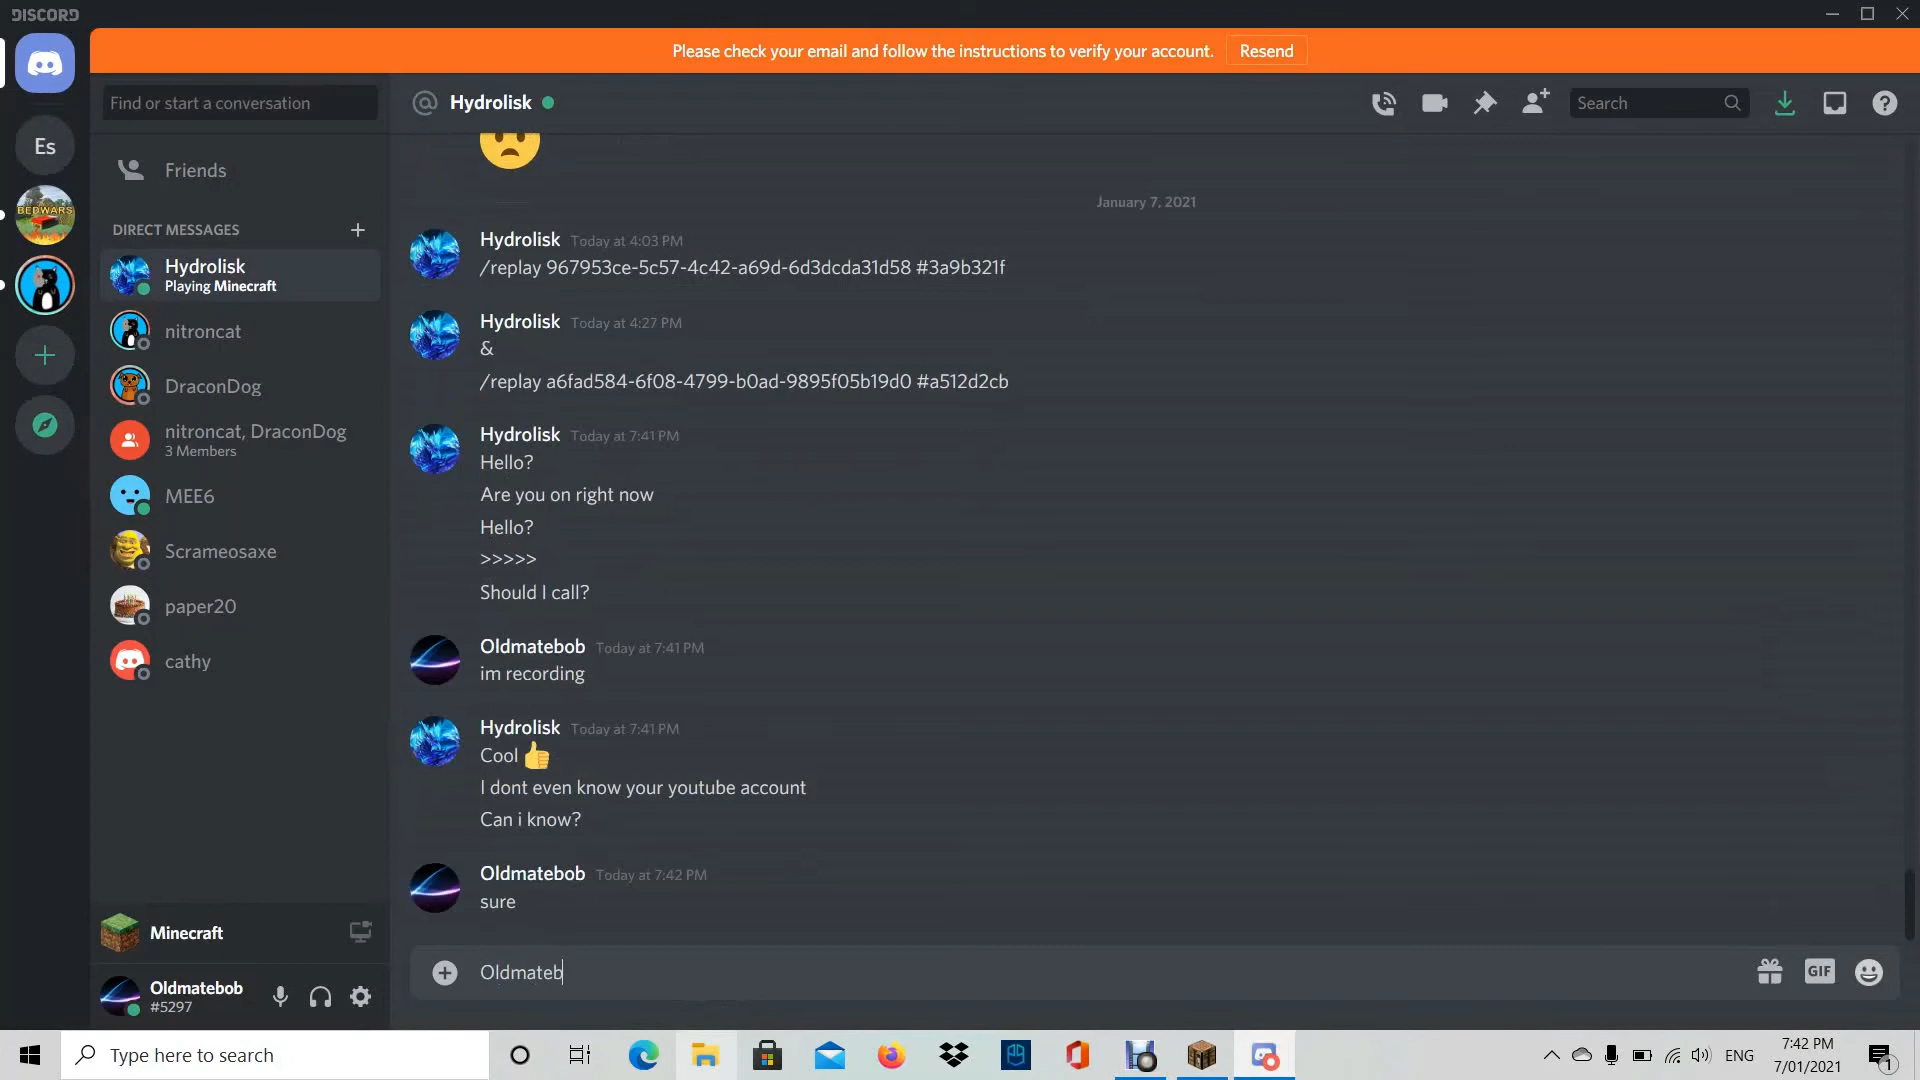 DISCORD
Please check your email and follow the instructions to verify your account. Resend
Find or start a conversation
Hydrolisk
Search
Es
BEDWARS
Friends
DIRECT MESSAGES
Hydrolisk
Playing Minecraft
nitroncat
DraconDog
nitroncat, DraconDog
3 Members
MEE6
Scrameosaxe
paper20
cathy
January 7, 2021
Hydrolisk Today at 4:03 PM
/replay 967953ce-5c57-4c42-a69d-6d3dcda31d58 #3a9b321f
Hydrolisk Today at 4:27 PM
&
/replay a6fad584-6f08-4799-b0ad-9895f05b19d0 #a512d2cb
Hydrolisk Today at 7:41 PM
Hello?
Are you on right now
Hello?
>>>>>
Should I call?
Oldmatebob Today at 7:41 PM
im recording
Hydrolisk Today at 7:41 PM
Cool 👍
I dont even know your youtube account
Can i know?
Oldmatebob Today at 7:42 PM
sure
Oldmateb
GIF
Minecraft
Oldmatebob
#5297
Type here to search
ENG
7:42 PM
7/01/2021
1